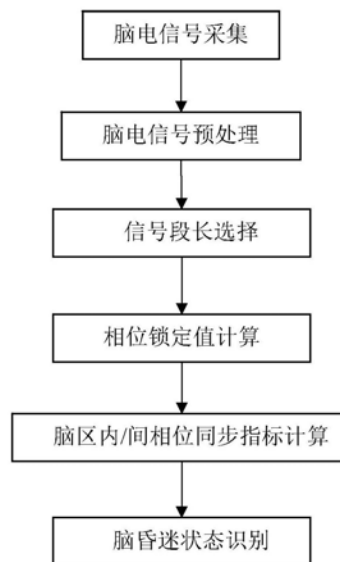 脑电信号采集
脑电信号预处理
信号段长选择
相位锁定值计算
脑区内/间相位同步指标计算
脑昏迷状态识别